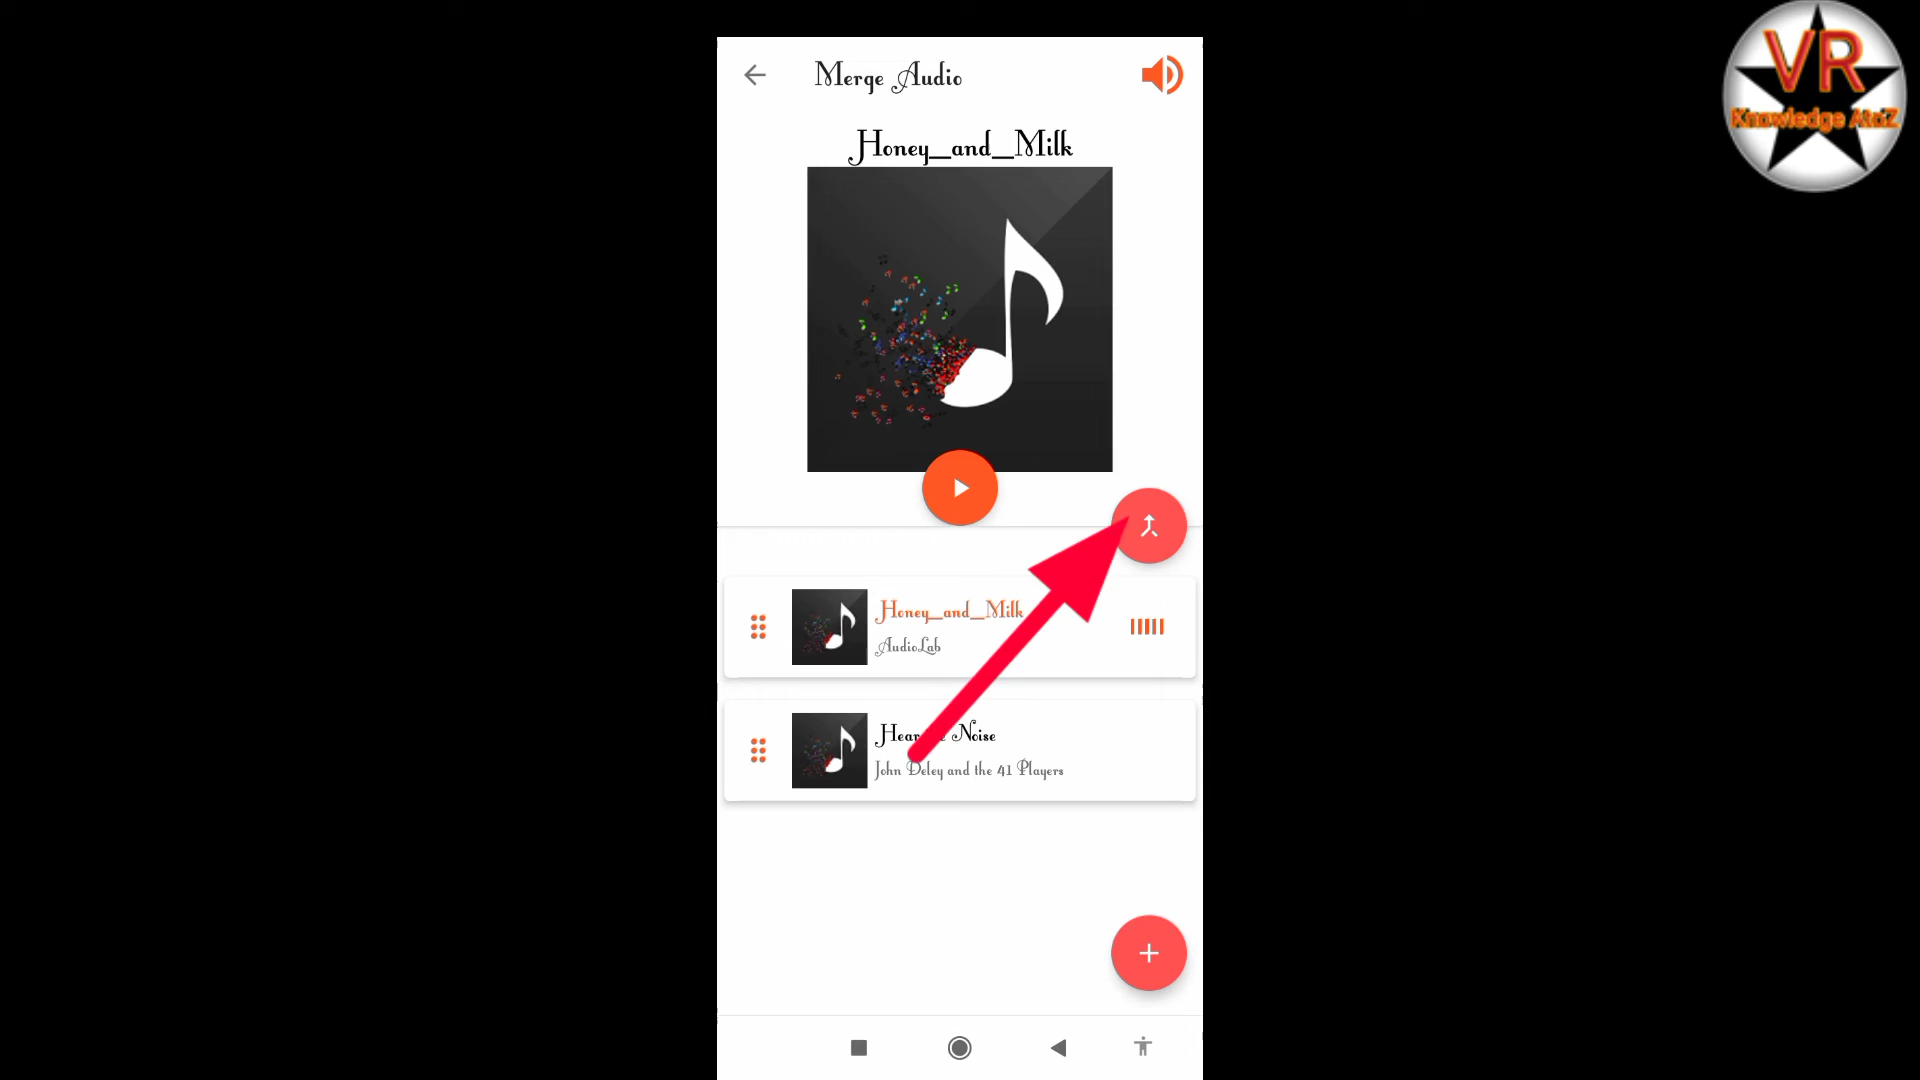 Merge Audio
Honey_and_Milk
Honey_and_Milk
AudioLab
Noise
John Deley and the 41 Players
VR
Knowledge AtoZ